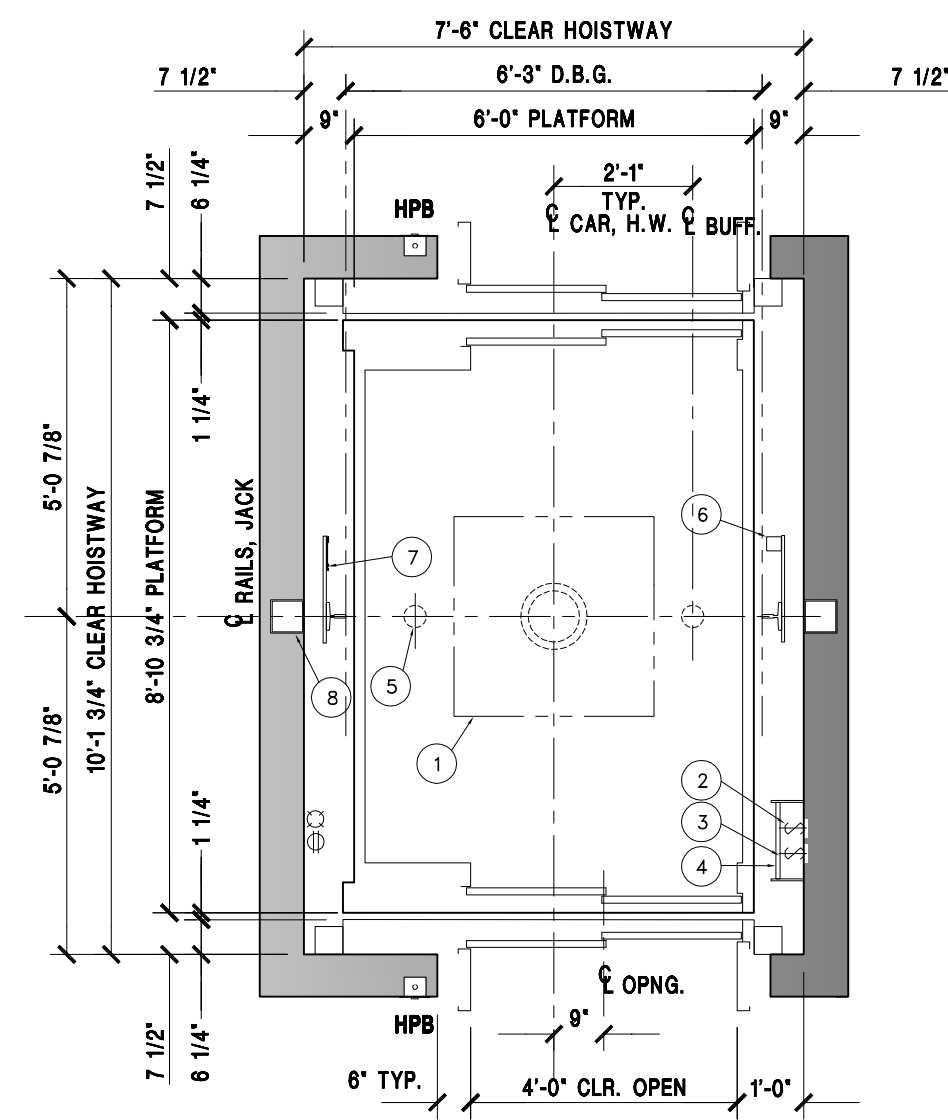 7'-6" CLEAR HOISTWAY
7 1/2"
6'-3" D.B.G.
7 1/2"
9"
6'-0" PLATFORM
9"
7 1/2"
6 1/4"
2'-1"
TYP.
HPB
CL CAR, H.W.
CL BUFF.
1 1/4"
5'-0 7/8"
10'-1 3/4" CLEAR HOISTWAY
8'-10 3/4" PLATFORM
CL RAILS, JACK
7
6
5
8
1
2
3
4
5'-0 7/8"
1 1/4"
CL OPNG.
HPB
9"
7 1/2"
6 1/4"
6" TYP.
4'-0" CLR. OPEN
1'-0"